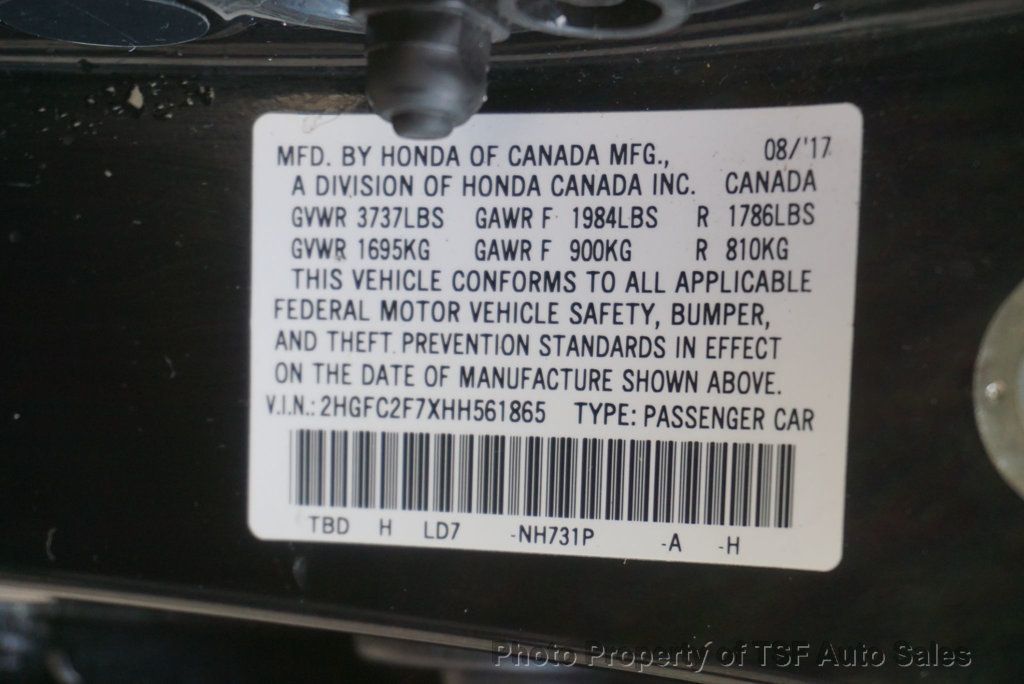 MFD. BY HONDA OF CANADA MFG., 08/'17
A DIVISION OF HONDA CANADA INC. CANADA
GVWR 3737LBS GAWR F 1984LBS R 1786LBS
GVWR 1695KG GAWR F 900KG R 810KG
THIS VEHICLE CONFORMS TO ALL APPLICABLE
FEDERAL MOTOR VEHICLE SAFETY, BUMPER,
AND THEFT PREVENTION STANDARDS IN EFFECT
ON THE DATE OF MANUFACTURE SHOWN ABOVE.
V.I.N.: 2HGFC2F7XHH561865 TYPE: PASSENGER CAR
TBD H LD7 -NH731P -A -H
Photo Property of TSF Auto Sales